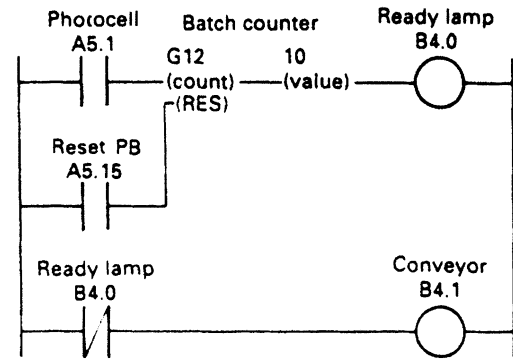 Photocell
A5.1
Batch counter
Ready lamp
B4.0
G12
(count)
(RES)
10
(value)
Reset PB
A5.15
Ready lamp
B4.0
Conveyor
B4.1